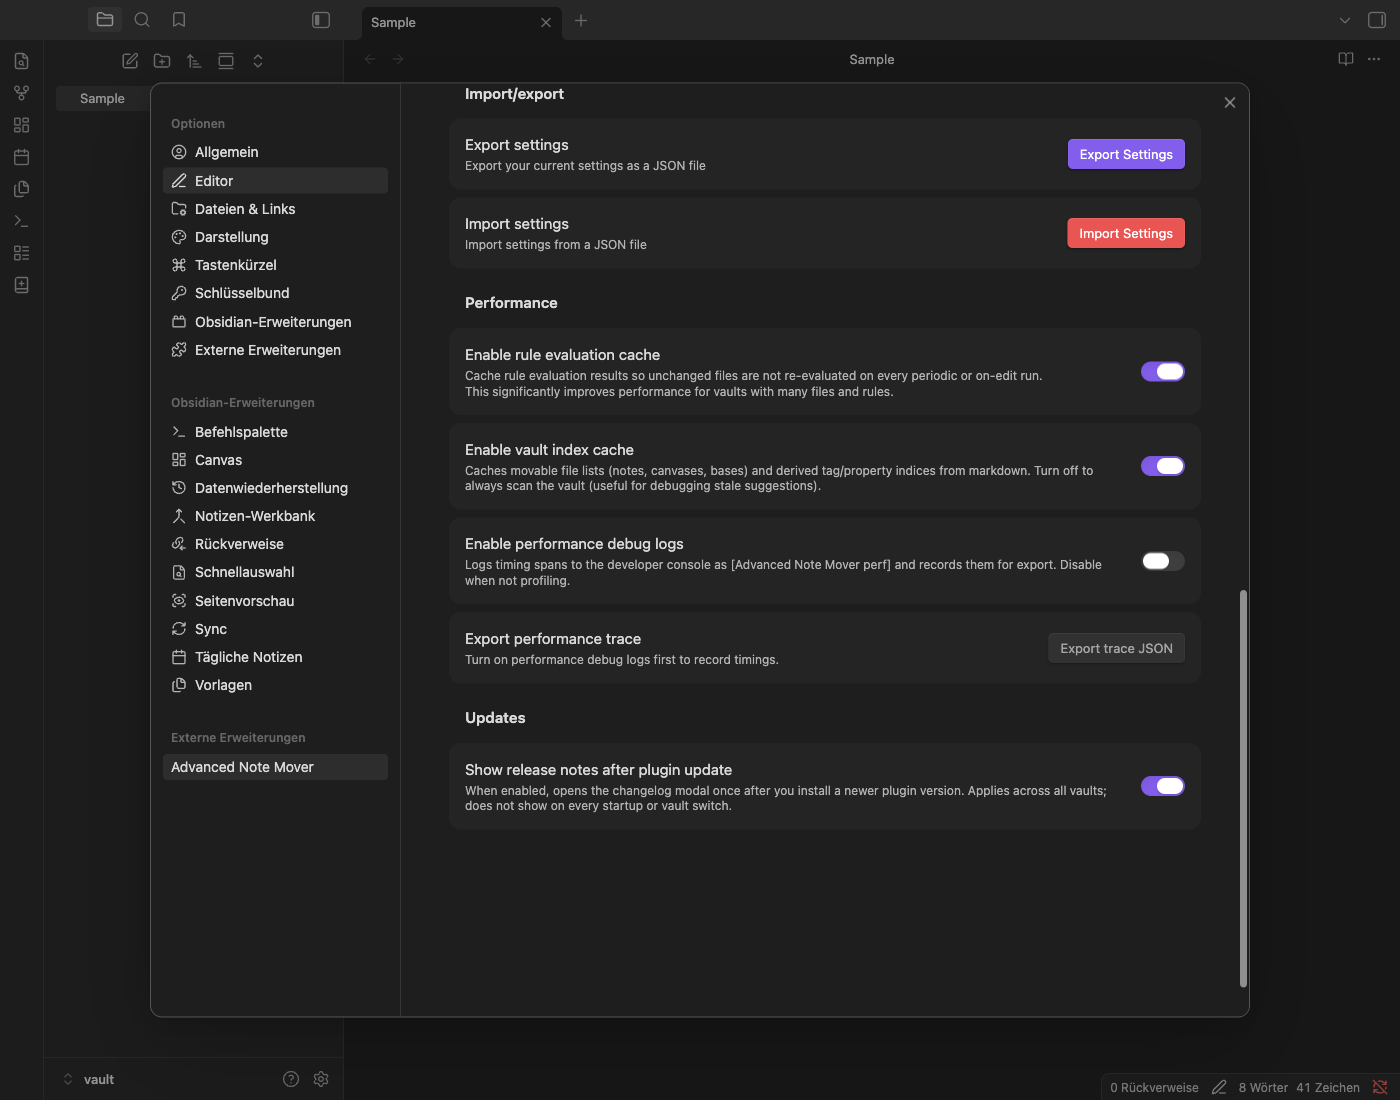 Sample
Sample
Sample
Optionen
Allgemein
Editor
Dateien & Links
Darstellung
Tastenkürzel
Schlüsselbund
Obsidian-Erweiterungen
Externe Erweiterungen
Obsidian-Erweiterungen
Befehlspalette
Canvas
Datenwiederherstellung
Notizen-Werkbank
Rückverweise
Schnellauswahl
Seitenvorschau
Sync
Tägliche Notizen
Vorlagen
Externe Erweiterungen
Advanced Note Mover
Import/export
Export settings
Export your current settings as a JSON file
Export Settings
Import settings
Import settings from a JSON file
Import Settings
Performance
Enable rule evaluation cache
Cache rule evaluation results so unchanged files are not re-evaluated on every periodic or on-edit run.
This significantly improves performance for vaults with many files and rules.
Enable vault index cache
Caches movable file lists (notes, canvases, bases) and derived tag/property indices from markdown. Turn off to
always scan the vault (useful for debugging stale suggestions).
Enable performance debug logs
Logs timing spans to the developer console as [Advanced Note Mover perf] and records them for export. Disable
when not profiling.
Export performance trace
Turn on performance debug logs first to record timings.
Export trace JSON
Updates
Show release notes after plugin update
When enabled, opens the changelog modal once after you install a newer plugin version. Applies across all vaults;
does not show on every startup or vault switch.
vault
0 Rückverweise
8 Wörter
41 Zeichen